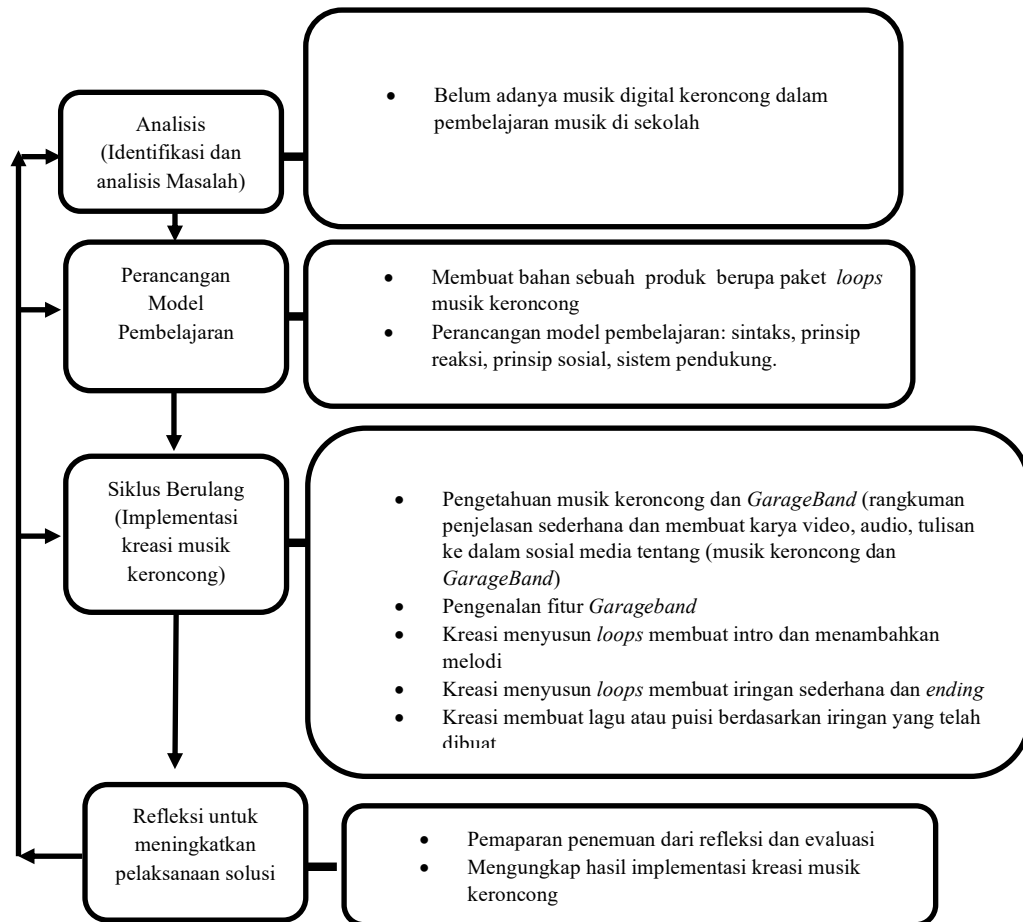 Analisis
(Identifikasi dan
analisis Masalah)
• Belum adanya musik digital keroncong dalam
pembelajaran musik di sekolah
Perancangan
Model
Pembelajaran
• Membuat bahan sebuah produk berupa paket loops
musik keroncong
• Perancangan model pembelajaran: sintaks, prinsip
reaksi, prinsip sosial, sistem pendukung.
Siklus Berulang
(Implementasi
kreasi musik
keroncong)
• Pengetahuan musik keroncong dan GarageBand (rangkuman
penjelasan sederhana dan membuat karya video, audio, tulisan
ke dalam sosial media tentang (musik keroncong dan
GarageBand)
• Pengenalan fitur Garageband
• Kreasi menyusun loops membuat intro dan menambahkan
melodi
• Kreasi menyusun loops membuat iringan sederhana dan ending
• Kreasi membuat lagu atau puisi berdasarkan iringan yang telah
dibuat
Refleksi untuk
meningkatkan
pelaksanaan solusi
• Pemaparan penemuan dari refleksi dan evaluasi
• Mengungkap hasil implementasi kreasi musik
keroncong